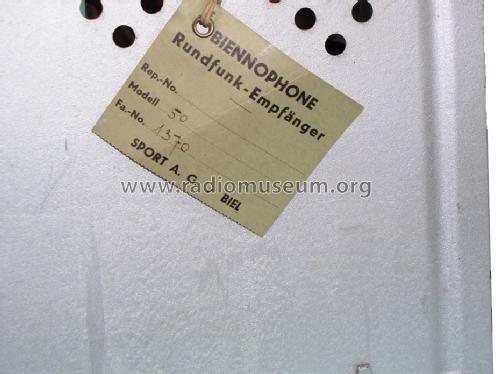 BIENNOPHONE
Rundfunk-Empfänger
Rep.-No.
Modell 50
Fa.-No. 1370
SPORT A. G. BIEL
www.radiomuseum.org